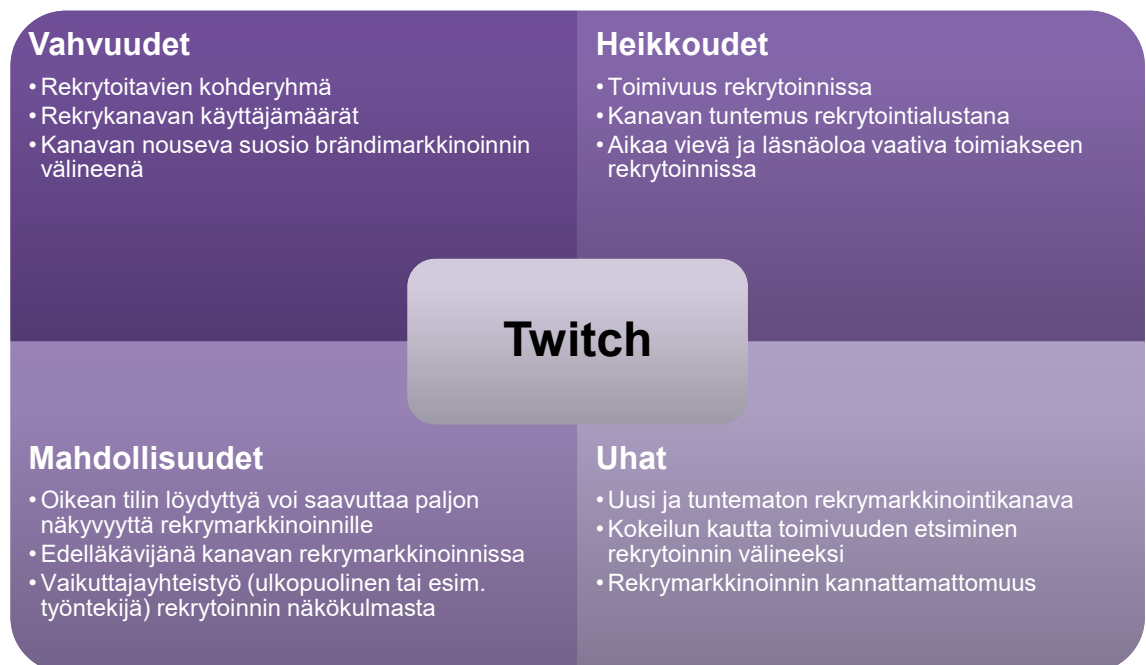 Vahvuudet
• Rekrytoitavien kohderyhmä
• Rekrykanavan käyttäjämäärät
• Kanavan nouseva suosio brändimarkkinoinnin
välineenä
Heikkoudet
• Toimivuus rekrytoinnissa
• Kanavan tuntemus rekrytointialustana
• Aikaa vievä ja läsnäoloa vaativa toimiakseen
rekrytoinnissa
Twitch
Mahdollisuudet
• Oikean tilin löydyttyä voi saavuttaa paljon
näkyvyyttä rekrymarkkinoinnille
• Edelläkävijänä kanavan rekrymarkkinoinnissa
• Vaikuttajayhteistyö (ulkopuolinen tai esim.
työntekijä) rekrytoinnin näkökulmasta
Uhat
• Uusi ja tuntematon rekrymarkkinointikanava
• Kokeilun kautta toimivuuden etsiminen
rekrytoinnin välineeksi
• Rekrymarkkinoinnin kannattamattomuus